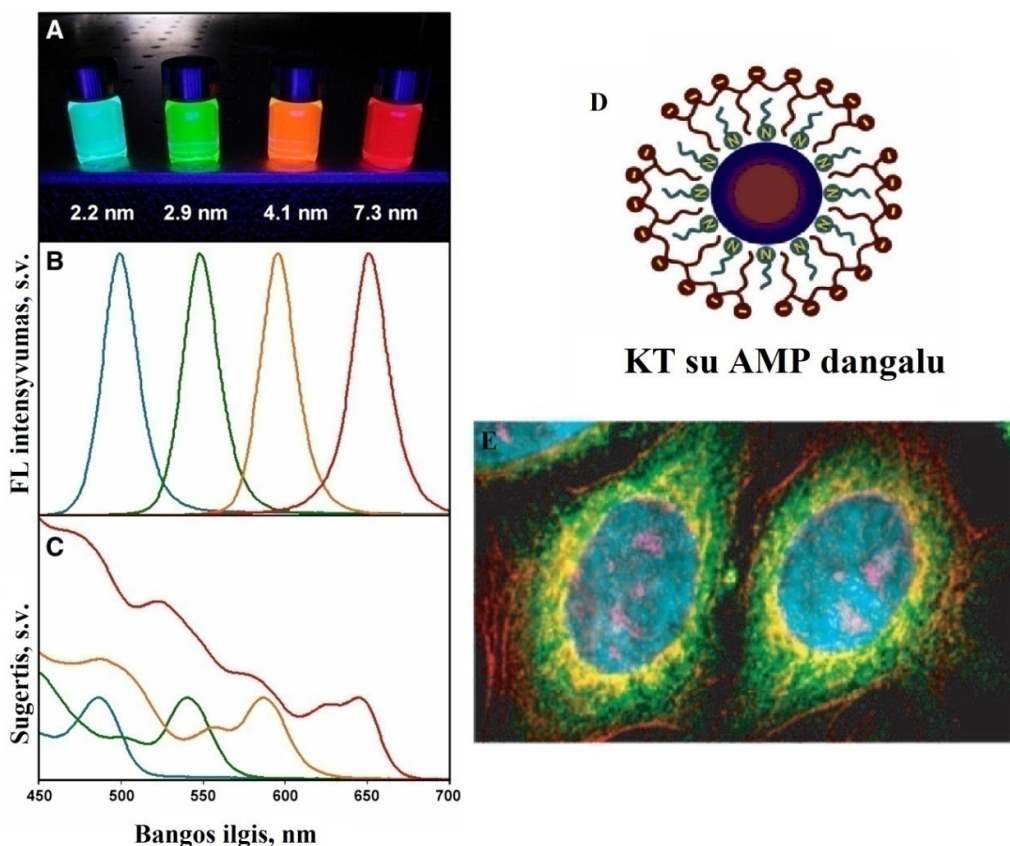 A
2.2 nm 2.9 nm 4.1 nm 7.3 nm
B
FL intensyvumas, s.v.
C
Sugertis, s.v.
450 500 550 600 650 700
Bangos ilgis, nm
D
N N N N N N N N N N N N
KT su AMP dangalu
E